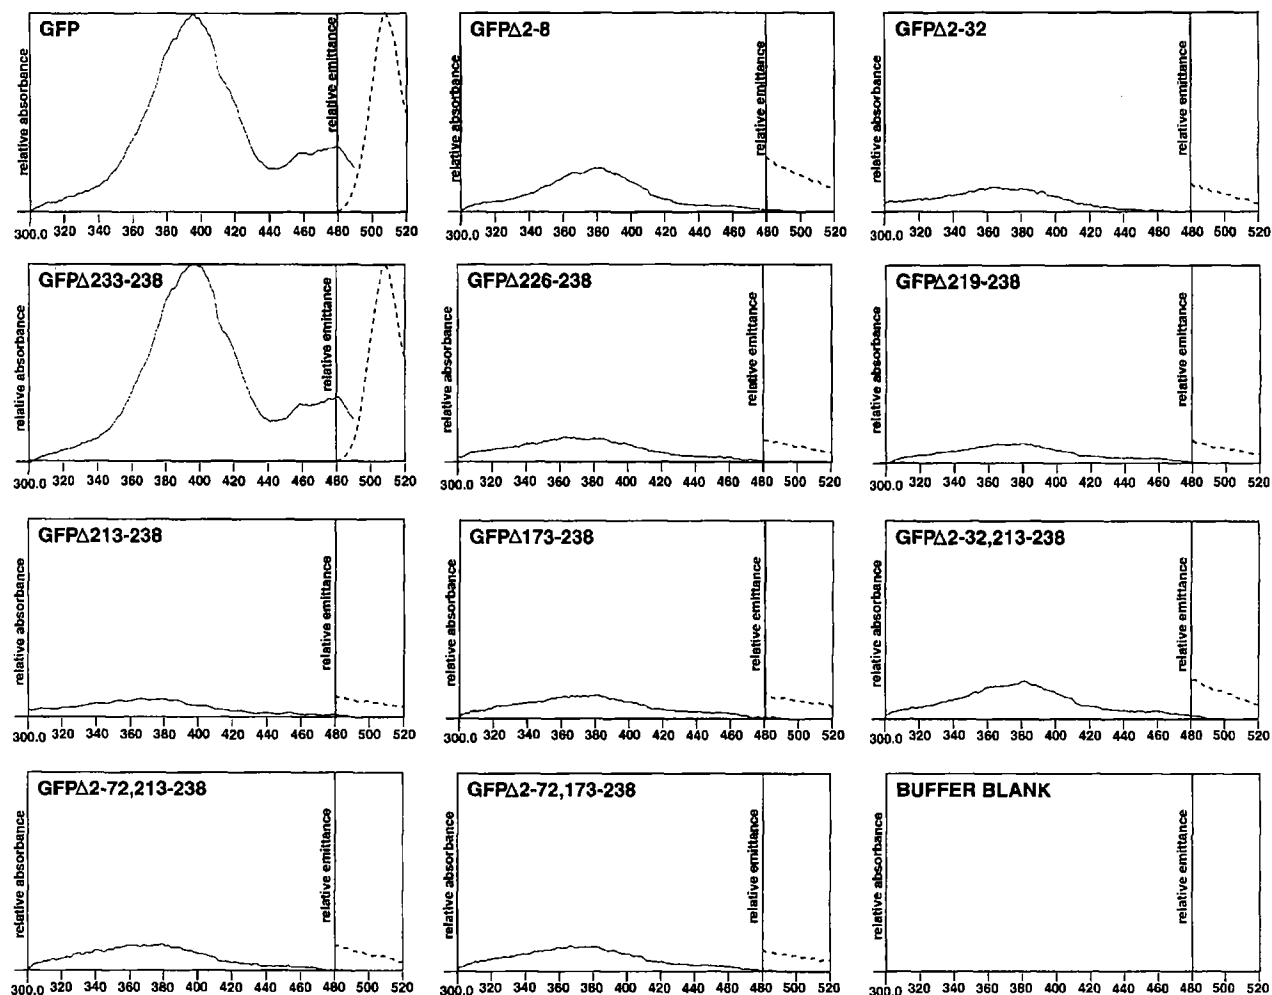 GFP
relative absorbance
relative emittance
300.0 320 340 360 380 400 420 440 460 480 500 520
GFPΔ2-8
relative absorbance
relative emittance
300.0 320 340 360 380 400 420 440 460 480 500 520
GFPΔ2-32
relative absorbance
relative emittance
300.0 320 340 360 380 400 420 440 460 480 500 520
GFPΔ233-238
relative absorbance
relative emittance
300.0 320 340 360 380 400 420 440 460 480 500 520
GFPΔ226-238
relative absorbance
relative emittance
300.0 320 340 360 380 400 420 440 460 480 500 520
GFPΔ219-238
relative absorbance
relative emittance
300.0 320 340 360 380 400 420 440 460 480 500 520
GFPΔ213-238
relative absorbance
relative emittance
300.0 320 340 360 380 400 420 440 460 480 500 520
GFPΔ173-238
relative absorbance
relative emittance
300.0 320 340 360 380 400 420 440 460 480 500 520
GFPΔ2-32,213-238
relative absorbance
relative emittance
300.0 320 340 360 380 400 420 440 460 480 500 520
GFPΔ2-72,213-238
relative absorbance
relative emittance
300.0 320 340 360 380 400 420 440 460 480 500 520
GFPΔ2-72,173-238
relative absorbance
relative emittance
300.0 320 340 360 380 400 420 440 460 480 500 520
BUFFER BLANK
relative absorbance
relative emittance
300.0 320 340 360 380 400 420 440 460 480 500 520